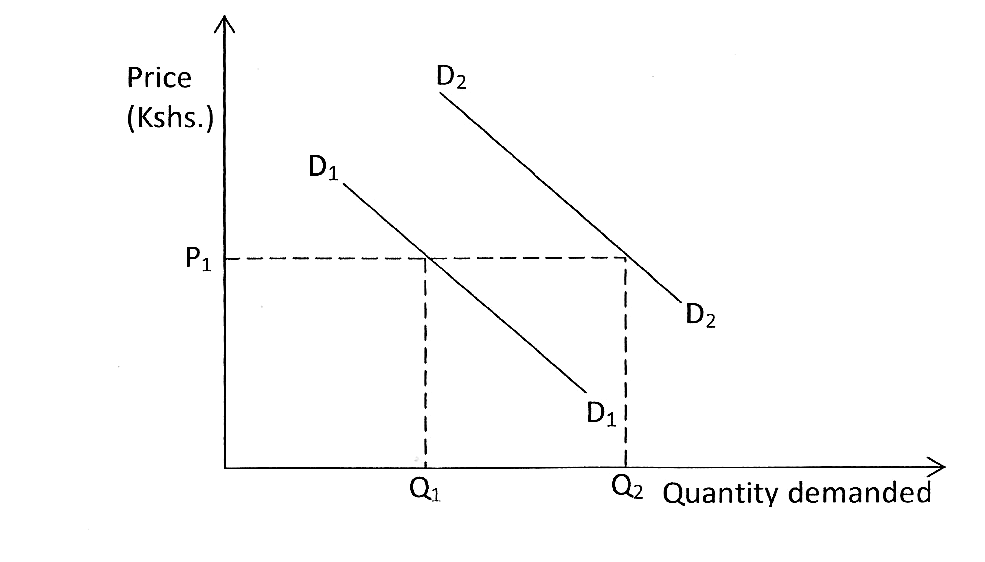 Price
(Kshs.)
D₂
D₁
P₁
D₂
D₁
Q₁
Q₂
Quantity demanded